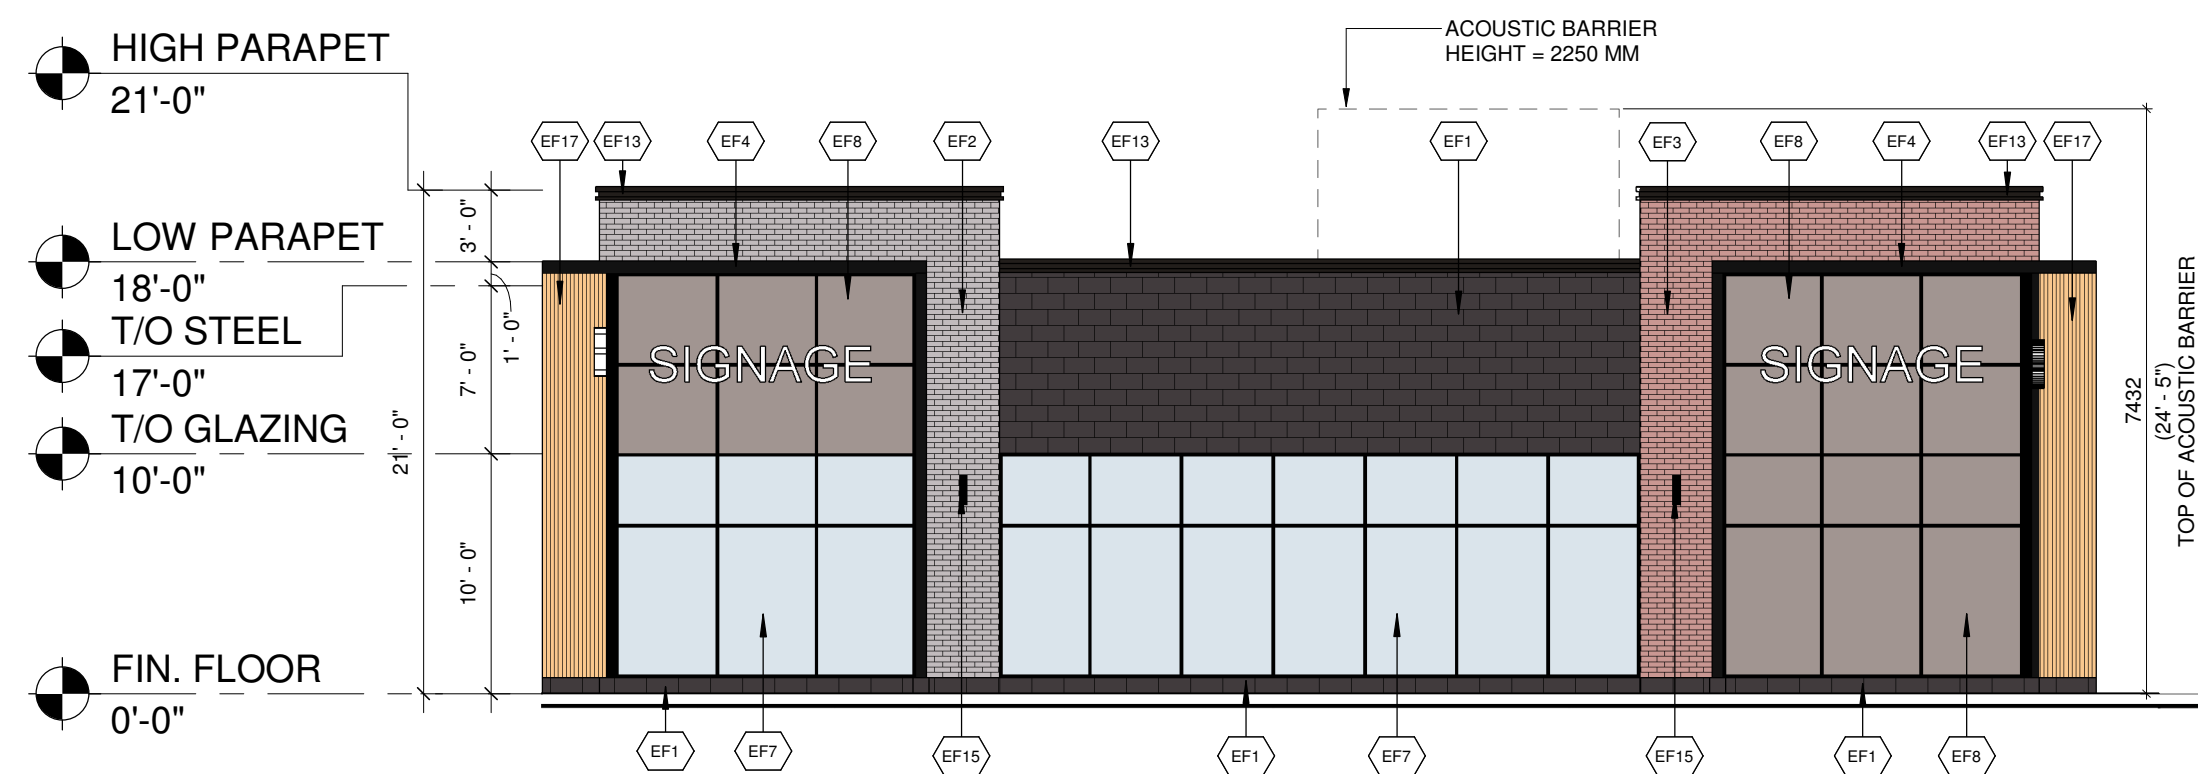 ACOUSTIC BARRIER
HEIGHT = 2250 MM
HIGH PARAPET
21'-0"
LOW PARAPET
18'-0"
T/O STEEL
17'-0"
T/O GLAZING
10'-0"
FIN. FLOOR
0'-0"
21' - 0"
3' - 0"
1' - 0"
7' - 0"
10' - 0"
EF17 EF13 EF4 EF8 EF2 EF13 EF1 EF3 EF8 EF4 EF13 EF17
SIGNAGE SIGNAGE
7432
(24' - 5")
TOP OF ACOUSTIC BARRIER
EF1 EF7 EF15 EF1 EF7 EF15 EF1 EF8